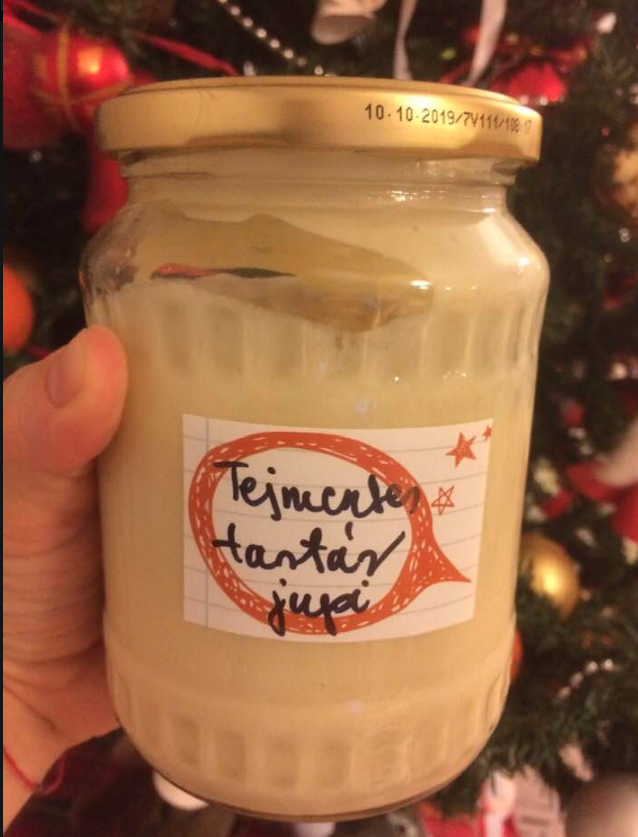 10·10·2019/7V111/108 17
Tejmentes
tartár
jupi